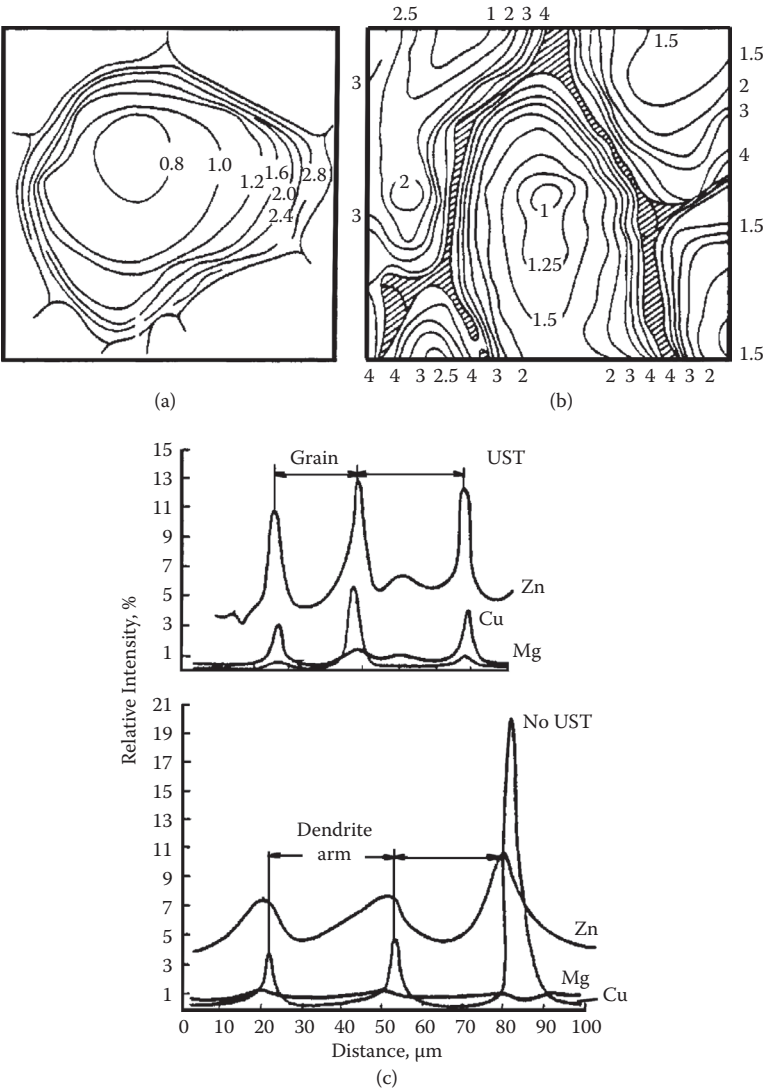 2.5 1 2 3 4
0.8 1.0 1.2 1.6 2.0 2.4 2.8
3 3
2
1
1.25
1.5
1.5
1.5
2
3
4
1.5
1.5
4 4 3 2.5 4 3 2 2 3 4 4 3 2
(a)
(b)
Relative Intensity, %
15
13
11
9
7
5
3
1
Grain
UST
Zn
Cu
Mg
21
19
17
15
13
11
9
7
5
3
1
No UST
Dendrite
arm
Zn
Mg
Cu
0 10 20 30 40 50 60 70 80 90 100
Distance, μm
(c)